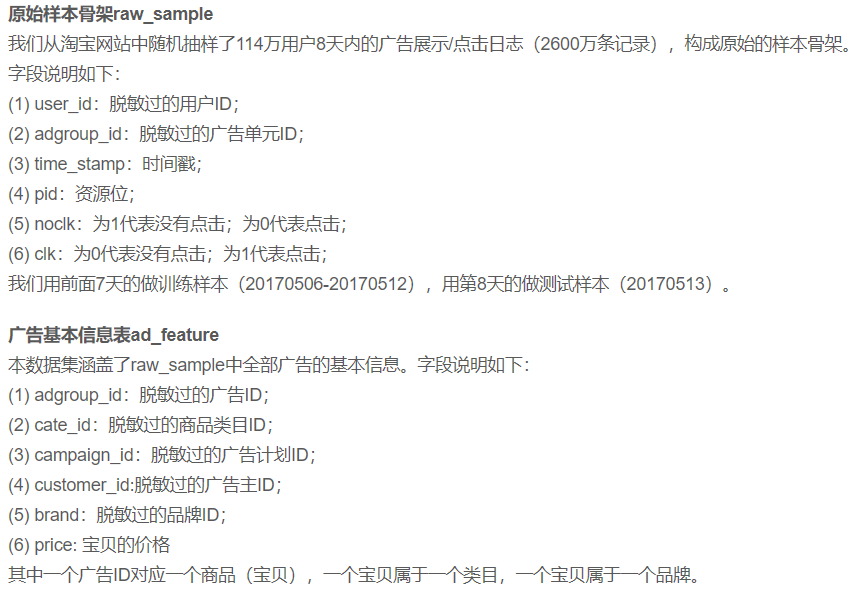 原始样本骨架raw_sample
我们从淘宝网站中随机抽样了114万用户8天内的广告展示/点击日志（2600万条记录），构成原始的样本骨架。
字段说明如下：
(1) user_id：脱敏过的用户ID；
(2) adgroup_id：脱敏过的广告单元ID；
(3) time_stamp：时间戳；
(4) pid：资源位；
(5) noclk：为1代表没有点击；为0代表点击；
(6) clk：为0代表没有点击；为1代表点击；
我们用前面7天的做训练样本（20170506-20170512），用第8天的做测试样本（20170513）。
广告基本信息表ad_feature
本数据集涵盖了raw_sample中全部广告的基本信息。字段说明如下：
(1) adgroup_id：脱敏过的广告ID；
(2) cate_id：脱敏过的商品类目ID；
(3) campaign_id：脱敏过的广告计划ID；
(4) customer_id:脱敏过的广告主ID；
(5) brand：脱敏过的品牌ID；
(6) price: 宝贝的价格
其中一个广告ID对应一个商品（宝贝），一个宝贝属于一个类目，一个宝贝属于一个品牌。